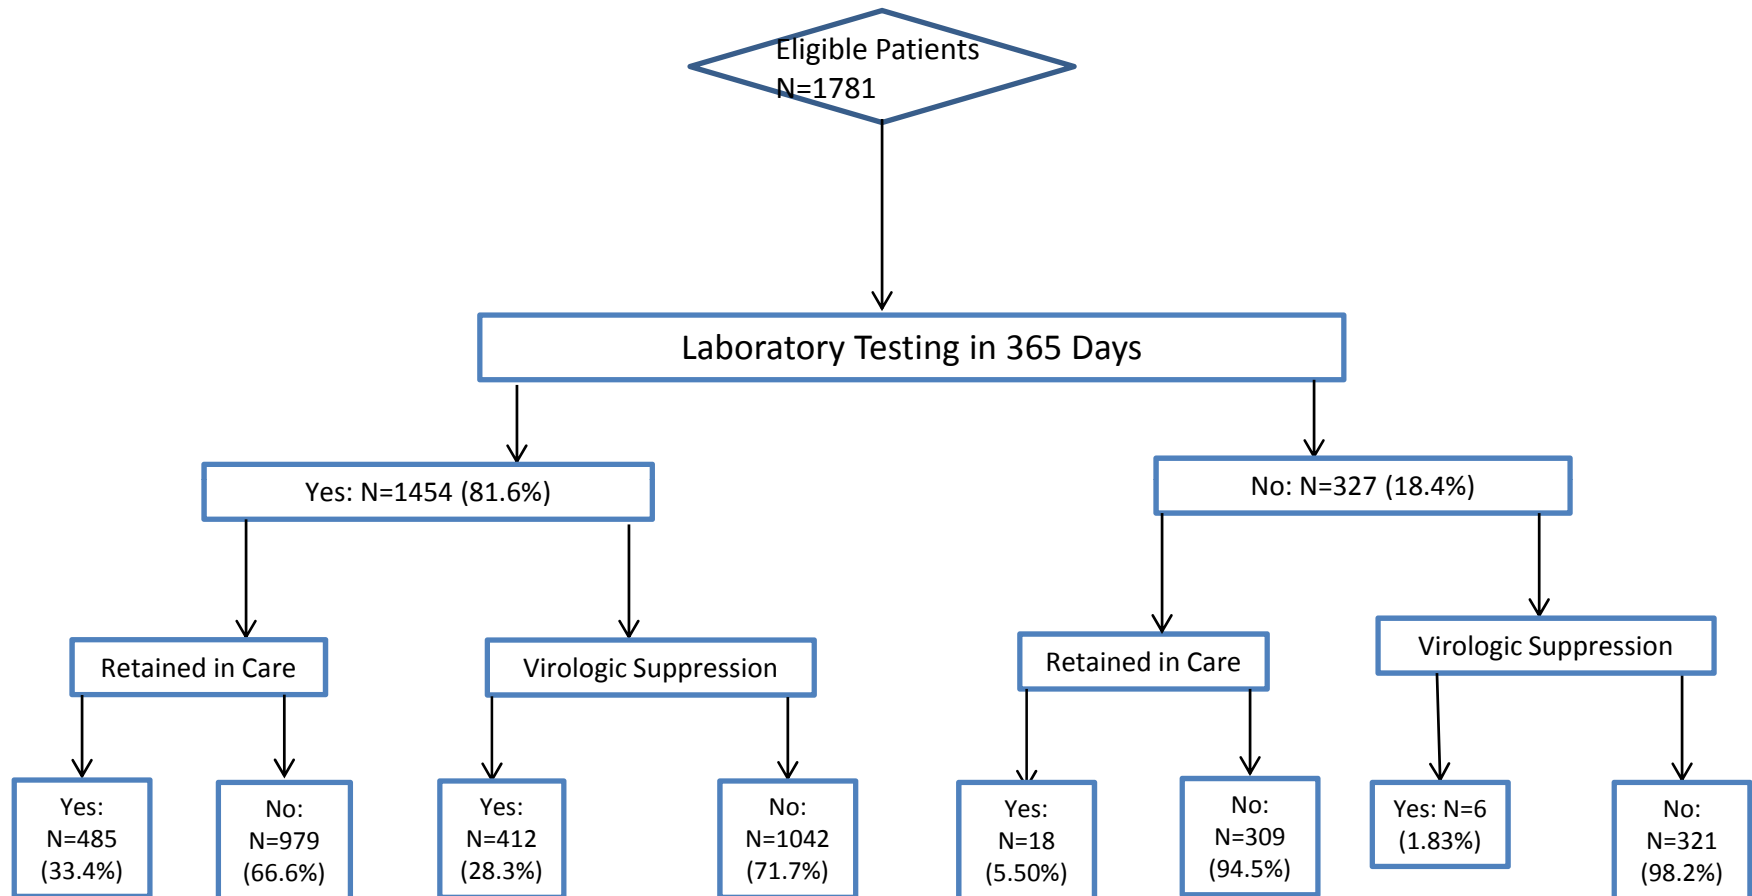 Eligible Patients
N=1781
Laboratory Testing in 365 Days
Yes: N=1454 (81.6%)
No: N=327 (18.4%)
Retained in Care
Virologic Suppression
Retained in Care
Virologic Suppression
Yes:
N=485
(33.4%)
No:
N=979
(66.6%)
Yes:
N=412
(28.3%)
No:
N=1042
(71.7%)
Yes:
N=18
(5.50%)
No:
N=309
(94.5%)
Yes: N=6
(1.83%)
No:
N=321
(98.2%)